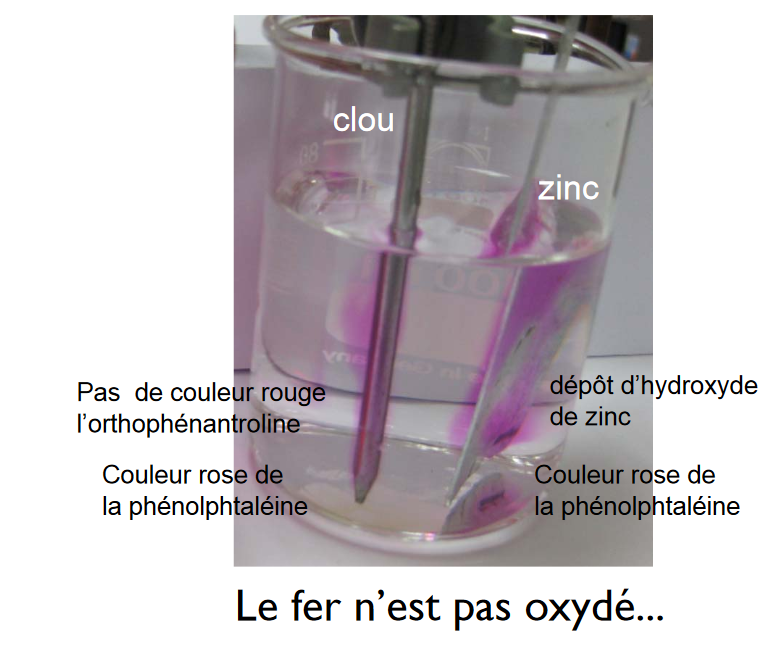 clou
zinc
Pas de couleur rouge
l'orthophénantroline
dépôt d'hydroxyde
de zinc
Couleur rose de
la phénolphtaléine
Couleur rose de
la phénolphtaléine
Le fer n'est pas oxydé...